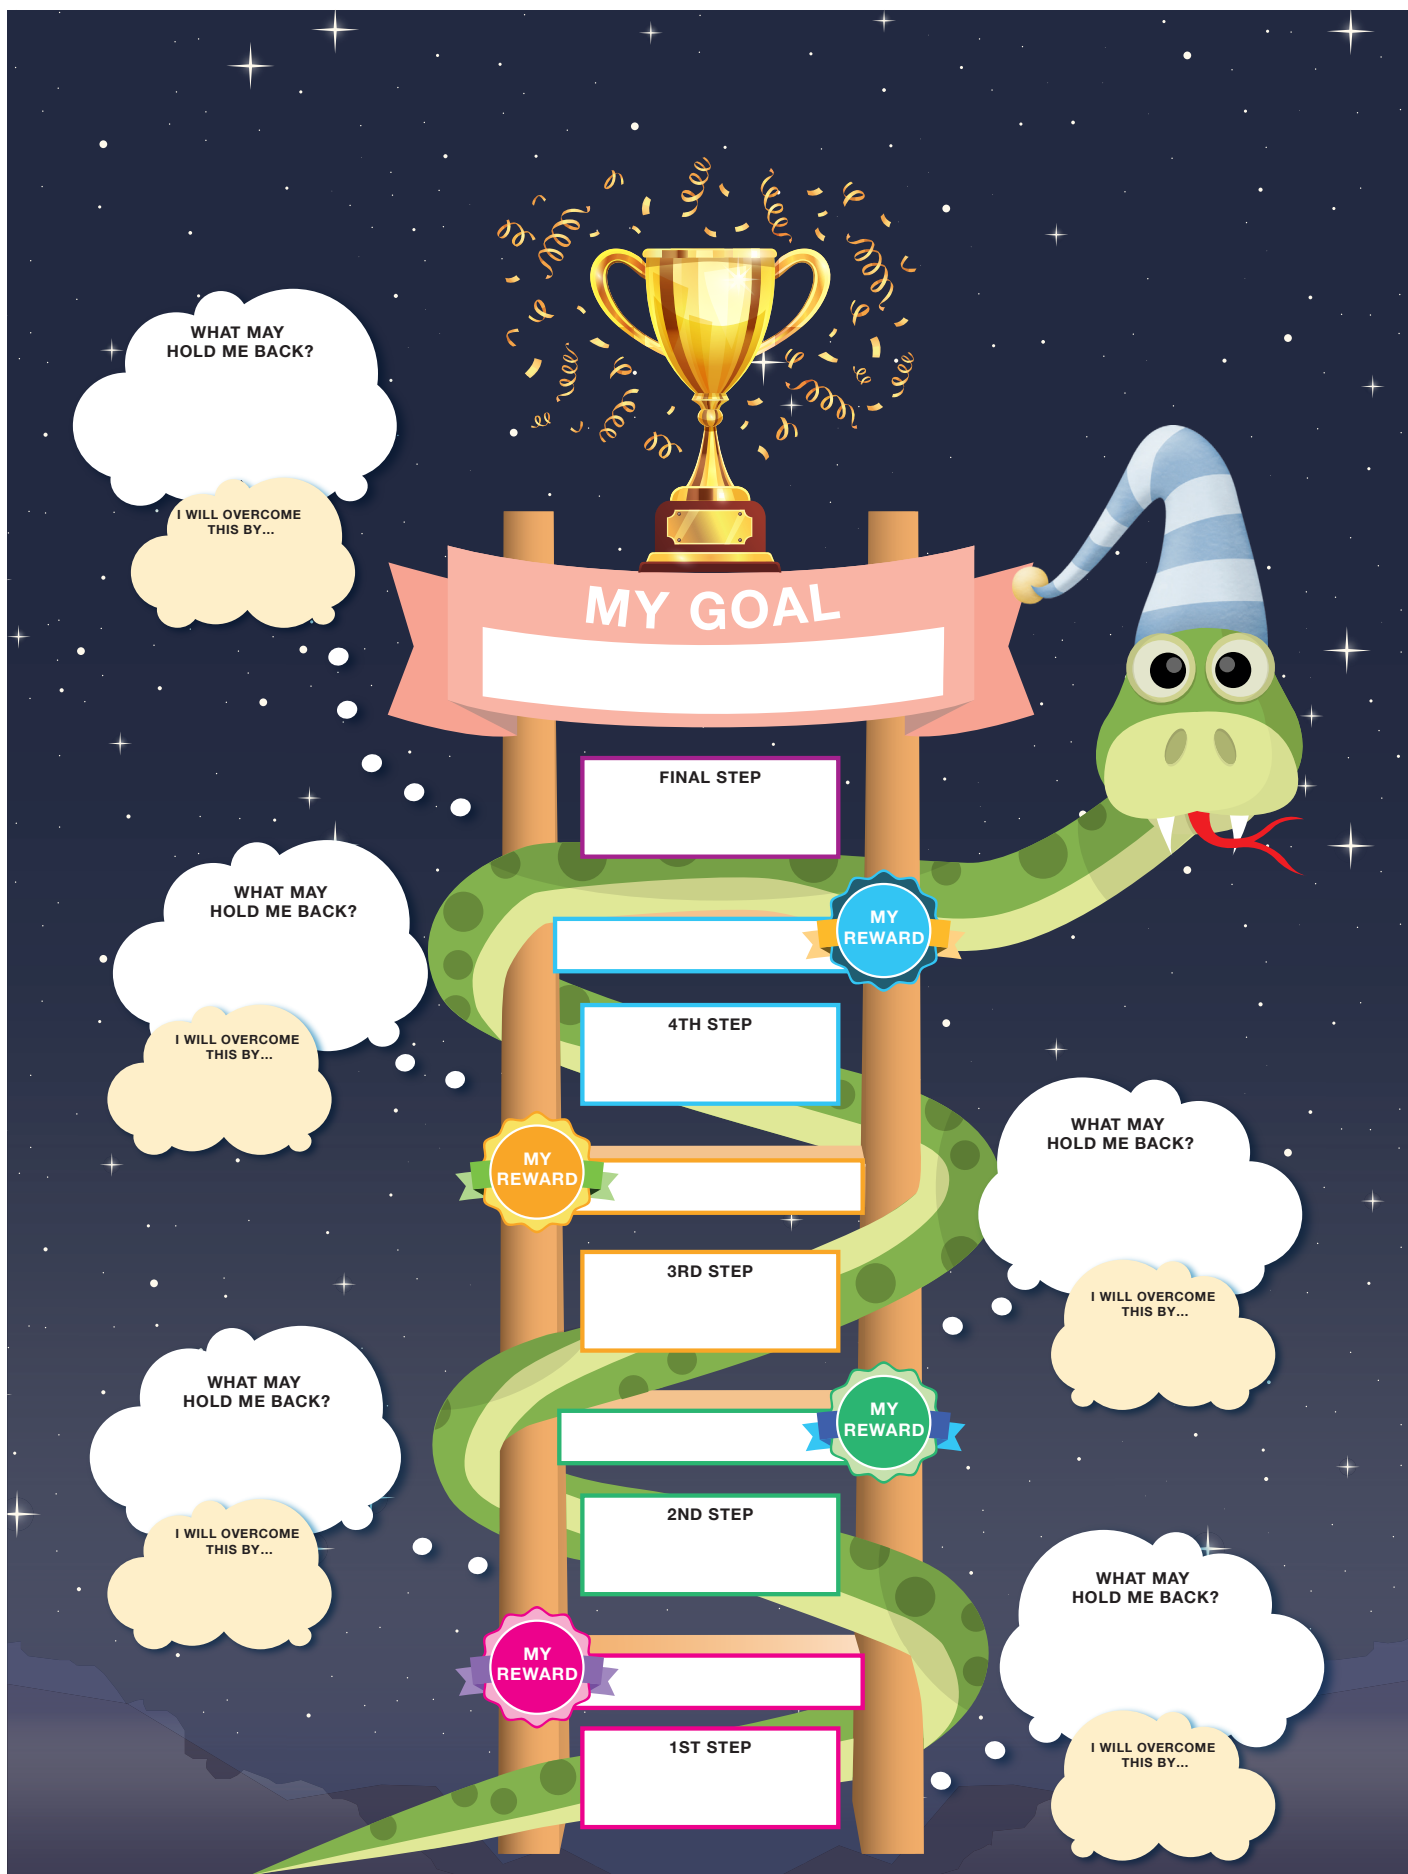 WHAT MAY
HOLD ME BACK?
I WILL OVERCOME
THIS BY...
MY GOAL
FINAL STEP
WHAT MAY
HOLD ME BACK?
MY
REWARD
I WILL OVERCOME
THIS BY...
4TH STEP
WHAT MAY
HOLD ME BACK?
MY
REWARD
3RD STEP
I WILL OVERCOME
THIS BY...
WHAT MAY
HOLD ME BACK?
MY
REWARD
2ND STEP
I WILL OVERCOME
THIS BY...
WHAT MAY
HOLD ME BACK?
MY
REWARD
1ST STEP
I WILL OVERCOME
THIS BY...